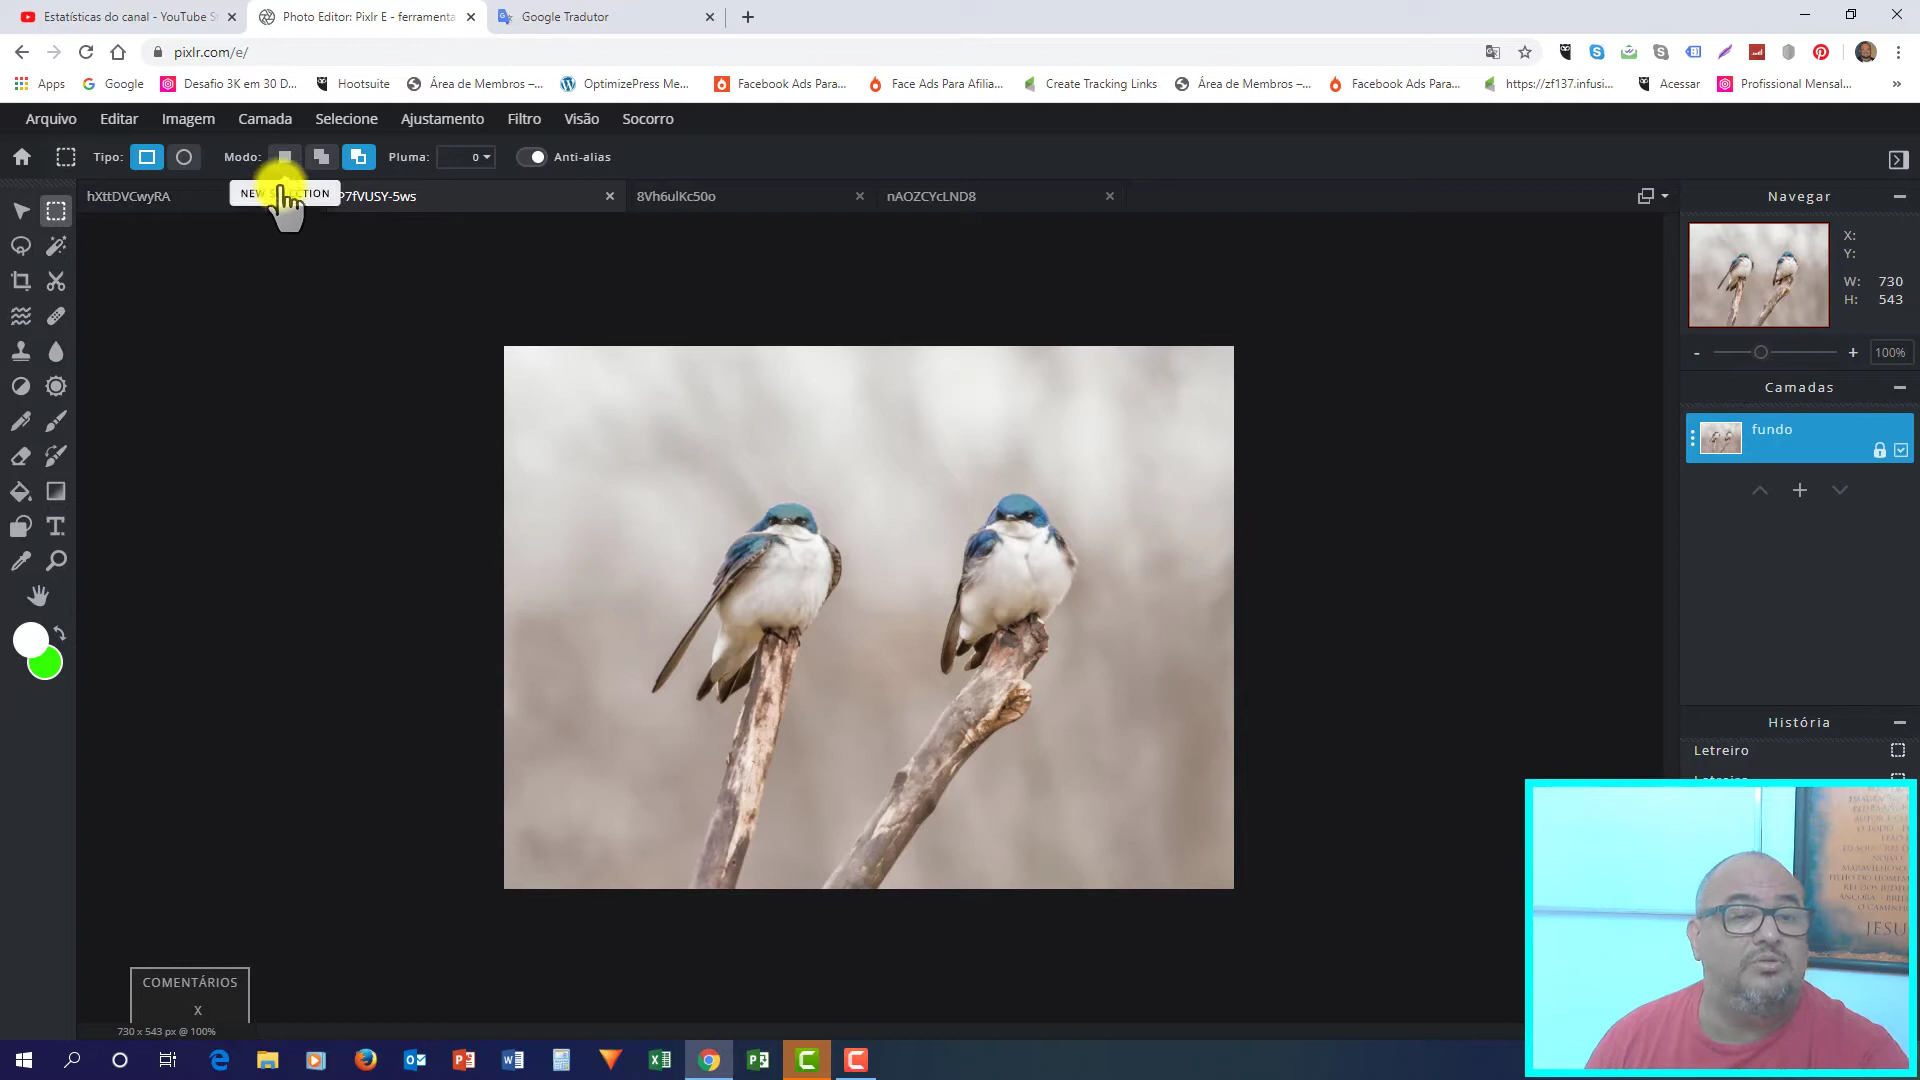 Estatísticas do canal - YouTube S
Photo Editor: Pixlr E - ferramenta
Google Tradutor
pixlr.com/e/
Apps
Google
Desafio 3K em 30 D...
Hootsuite
Área de Membros –...
OptimizePress Me...
Facebook Ads Para...
Face Ads Para Afilia...
Create Tracking Links
Área de Membros –...
Facebook Ads Para...
https://zf137.infusi...
Acessar
Profissional Mensal...
»
Arquivo
Editar
Imagem
Camada
Selecione
Ajustamento
Filtro
Visão
Socorro
Tipo:
Modo:
Pluma:
0
Anti-alias
hXttDVCwyRA
NEW SELECTION
P7fVUSY-5ws
8Vh6ulKc50o
nAOZCYcLND8
Navegar
X:
Y:
W: 730
H: 543
- + 100%
Camadas
fundo
História
Letreiro
COMENTÁRIOS
X
730 x 543 px @ 100%
JESU